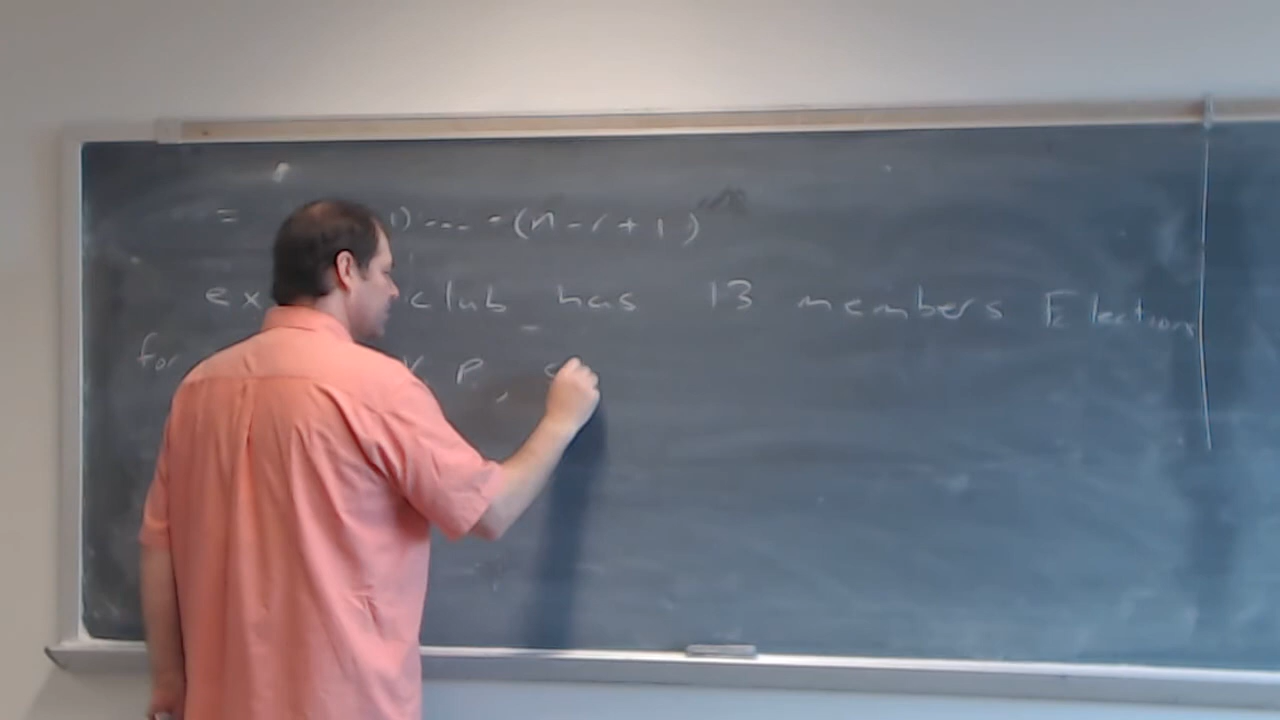 = 1) .... · (n - r + 1)
ex club has 13 members Elections
for V P,